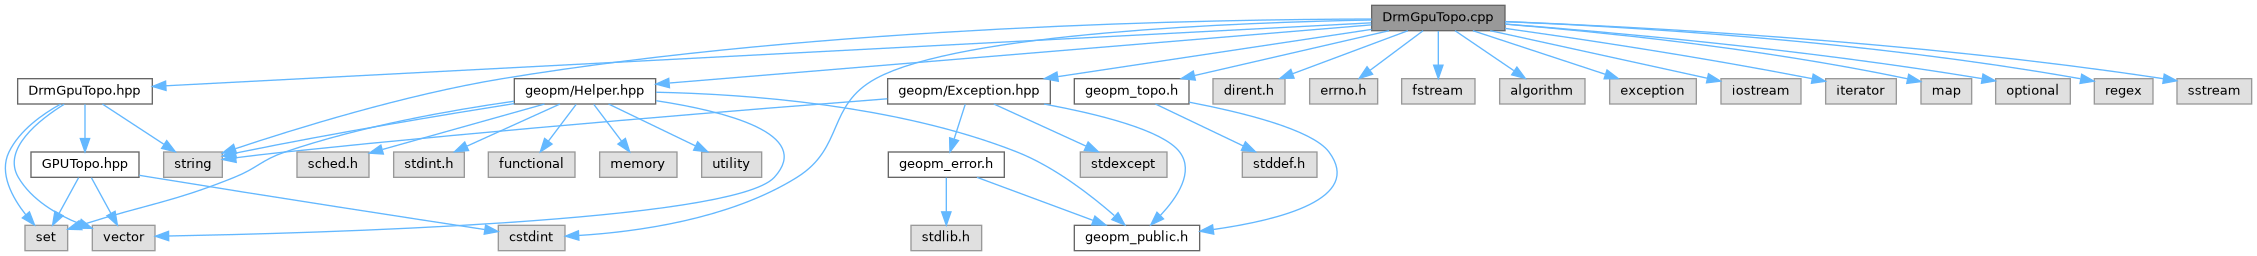 DrmGpuTopo.cpp
DrmGpuTopo.hpp
geopm/Helper.hpp
geopm/Exception.hpp
geopm_topo.h
dirent.h
errno.h
fstream
algorithm
exception
iostream
iterator
map
optional
regex
sstream
GPUTopo.hpp
string
sched.h
stdint.h
functional
memory
utility
geopm_error.h
stdexcept
stddef.h
set
vector
cstdint
stdlib.h
geopm_public.h